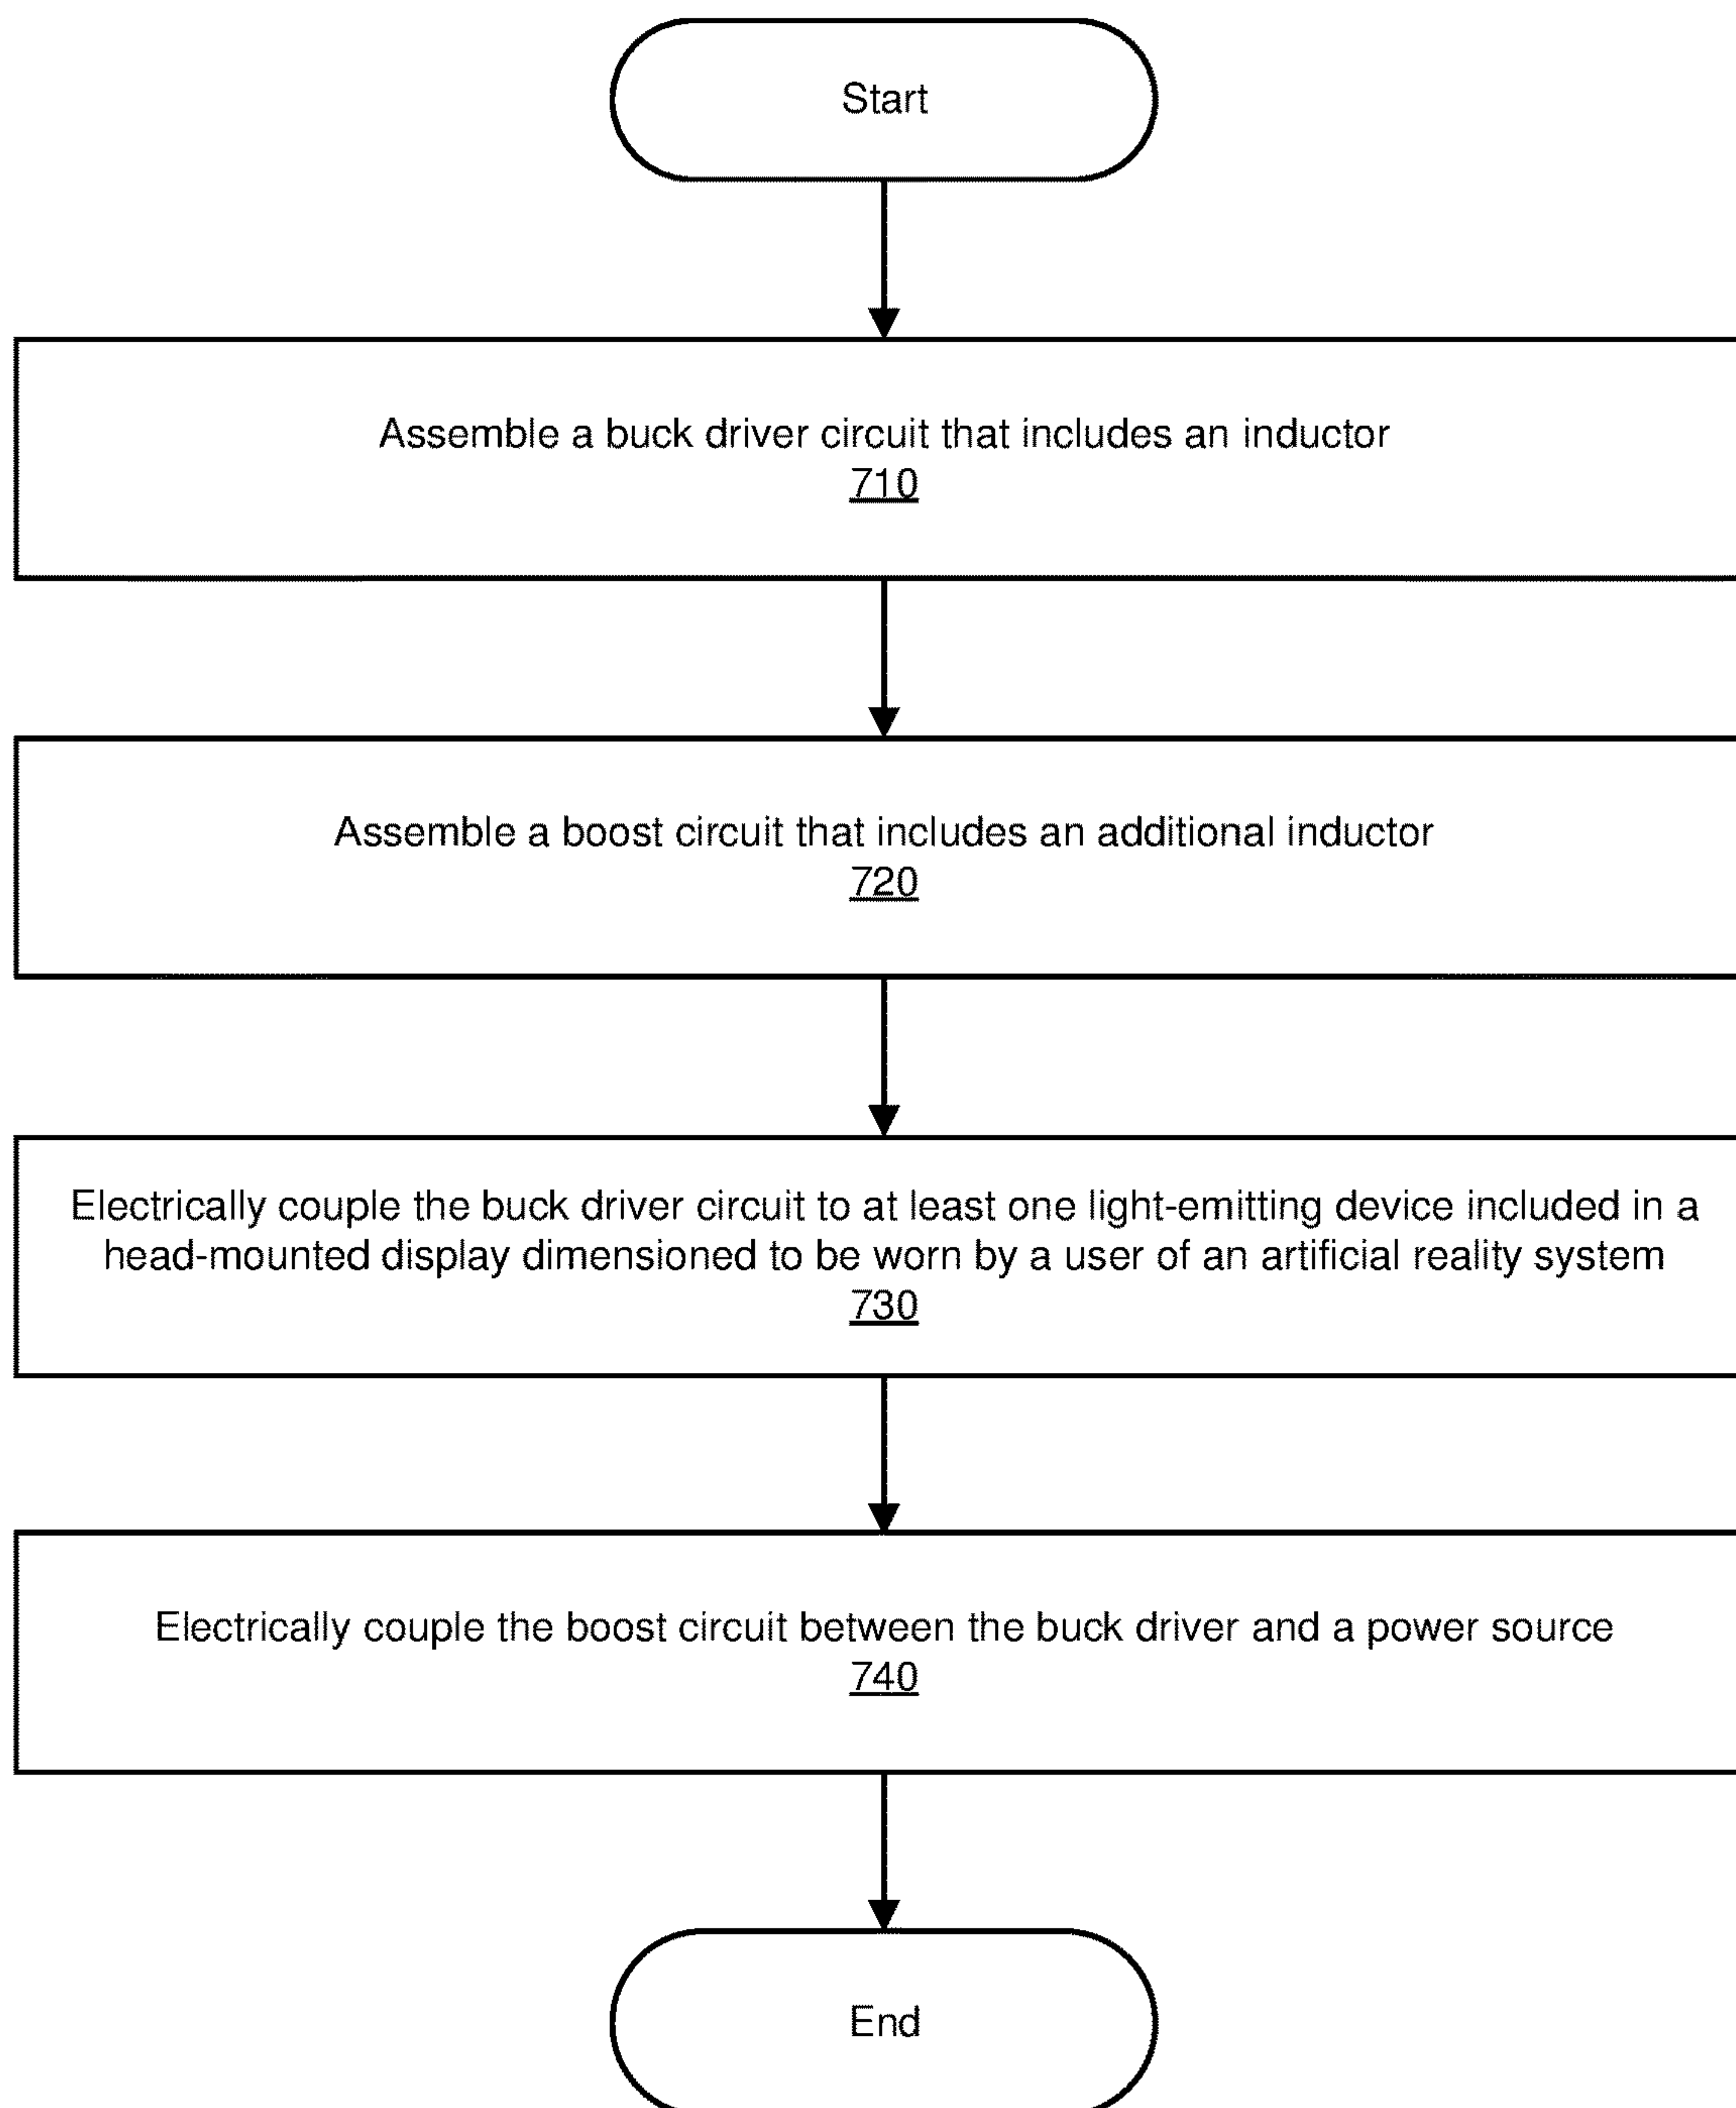 Start
Assemble a buck driver circuit that includes an inductor
710
Assemble a boost circuit that includes an additional inductor
720
Electrically couple the buck driver circuit to at least one light-emitting device included in a
head-mounted display dimensioned to be worn by a user of an artificial reality system
730
Electrically couple the boost circuit between the buck driver and a power source
740
End